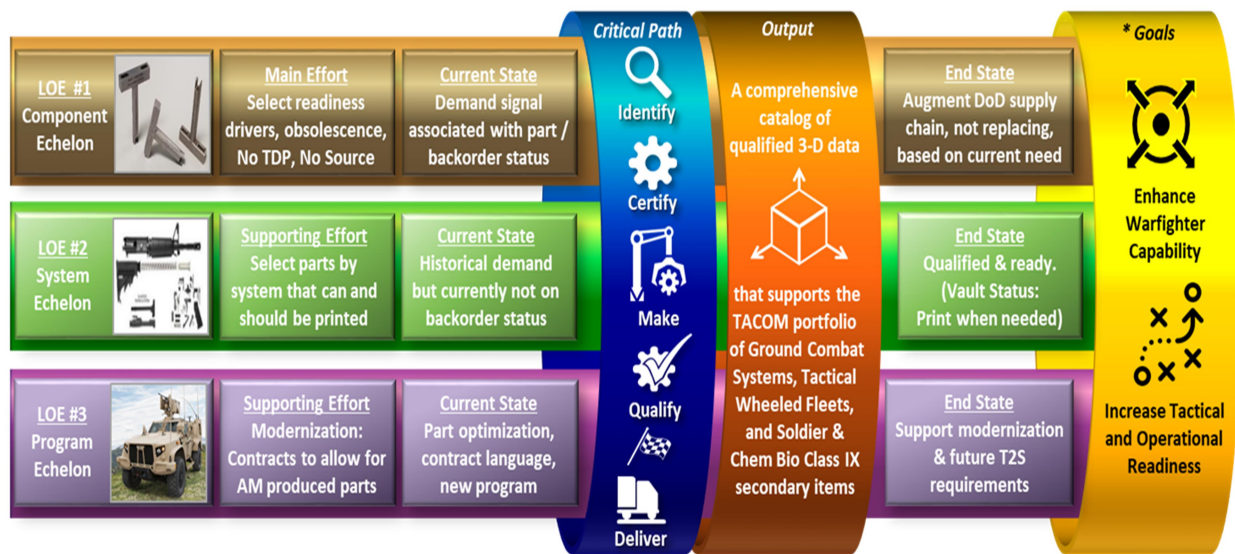 LOE #1
Component
Echelon
Main Effort
Select readiness
drivers, obsolescence,
No TDP, No Source
Current State
Demand signal
associated with part /
backorder status
LOE #2
System
Echelon
Supporting Effort
Select parts by
system that can and
should be printed
Current State
Historical demand
but currently not on
backorder status
LOE #3
Program
Echelon
Supporting Effort
Modernization:
Contracts to allow for
AM produced parts
Current State
Part optimization,
contract language,
new program
Critical Path
Identify
Certify
Make
Qualify
Deliver
Output
A comprehensive
catalog of
qualified 3-D data
that supports the
TACOM portfolio
of Ground Combat
Systems, Tactical
Wheeled Fleets,
and Soldier &
Chem Bio Class IX
secondary items
End State
Augment DoD supply
chain, not replacing,
based on current need
End State
Qualified & ready.
(Vault Status:
Print when needed)
End State
Support modernization
& future T2S
requirements
* Goals
Enhance
Warfighter
Capability
Increase Tactical
and Operational
Readiness